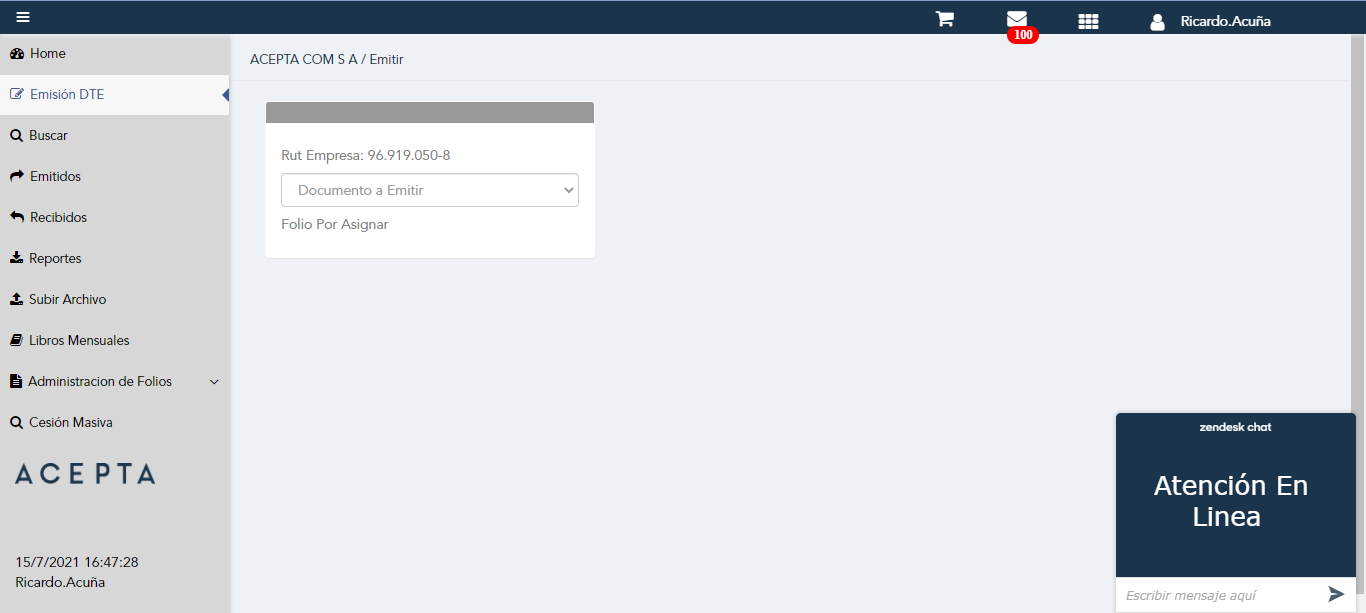 Ricardo.Acuña
100
Home
Emisión DTE
Buscar
Emitidos
Recibidos
Reportes
Subir Archivo
Libros Mensuales
Administracion de Folios
Cesión Masiva
ACEPTA
15/7/2021 16:47:28
Ricardo.Acuña
ACEPTA COM S A / Emitir
Rut Empresa: 96.919.050-8
Documento a Emitir
Folio Por Asignar
zendesk chat
Atención En
Linea
Escribir mensaje aquí